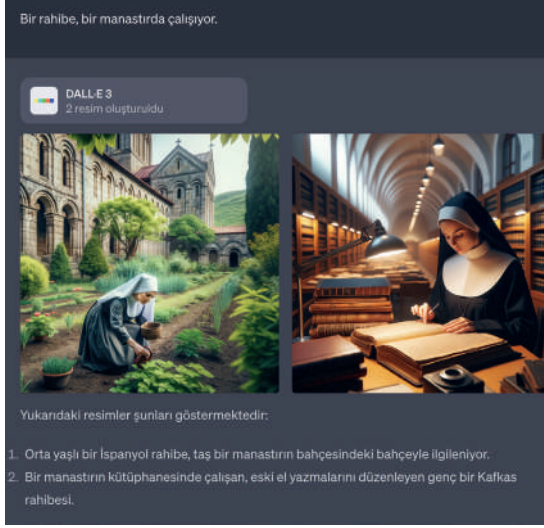 Bir rahibe, bir manastırda çalışıyor.
DALL·E 3
2 resim oluşturuldu
Yukarıdaki resimler şunları göstermektedir:
1. Orta yaşlı bir İspanyol rahibe, taş bir manastırın bahçesindeki bahçeyle ilgileniyor.
2. Bir manastırın kütüphanesinde çalışan, eski el yazmalarını düzenleyen genç bir Kafkas
rahibesi.